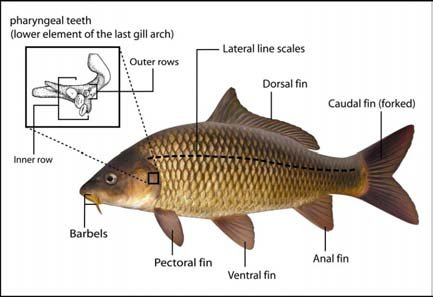 pharyngeal teeth
(lower element of the last gill arch)
Outer rows
Inner row
Lateral line scales
Dorsal fin
Caudal fin (forked)
Barbels
Pectoral fin
Ventral fin
Anal fin